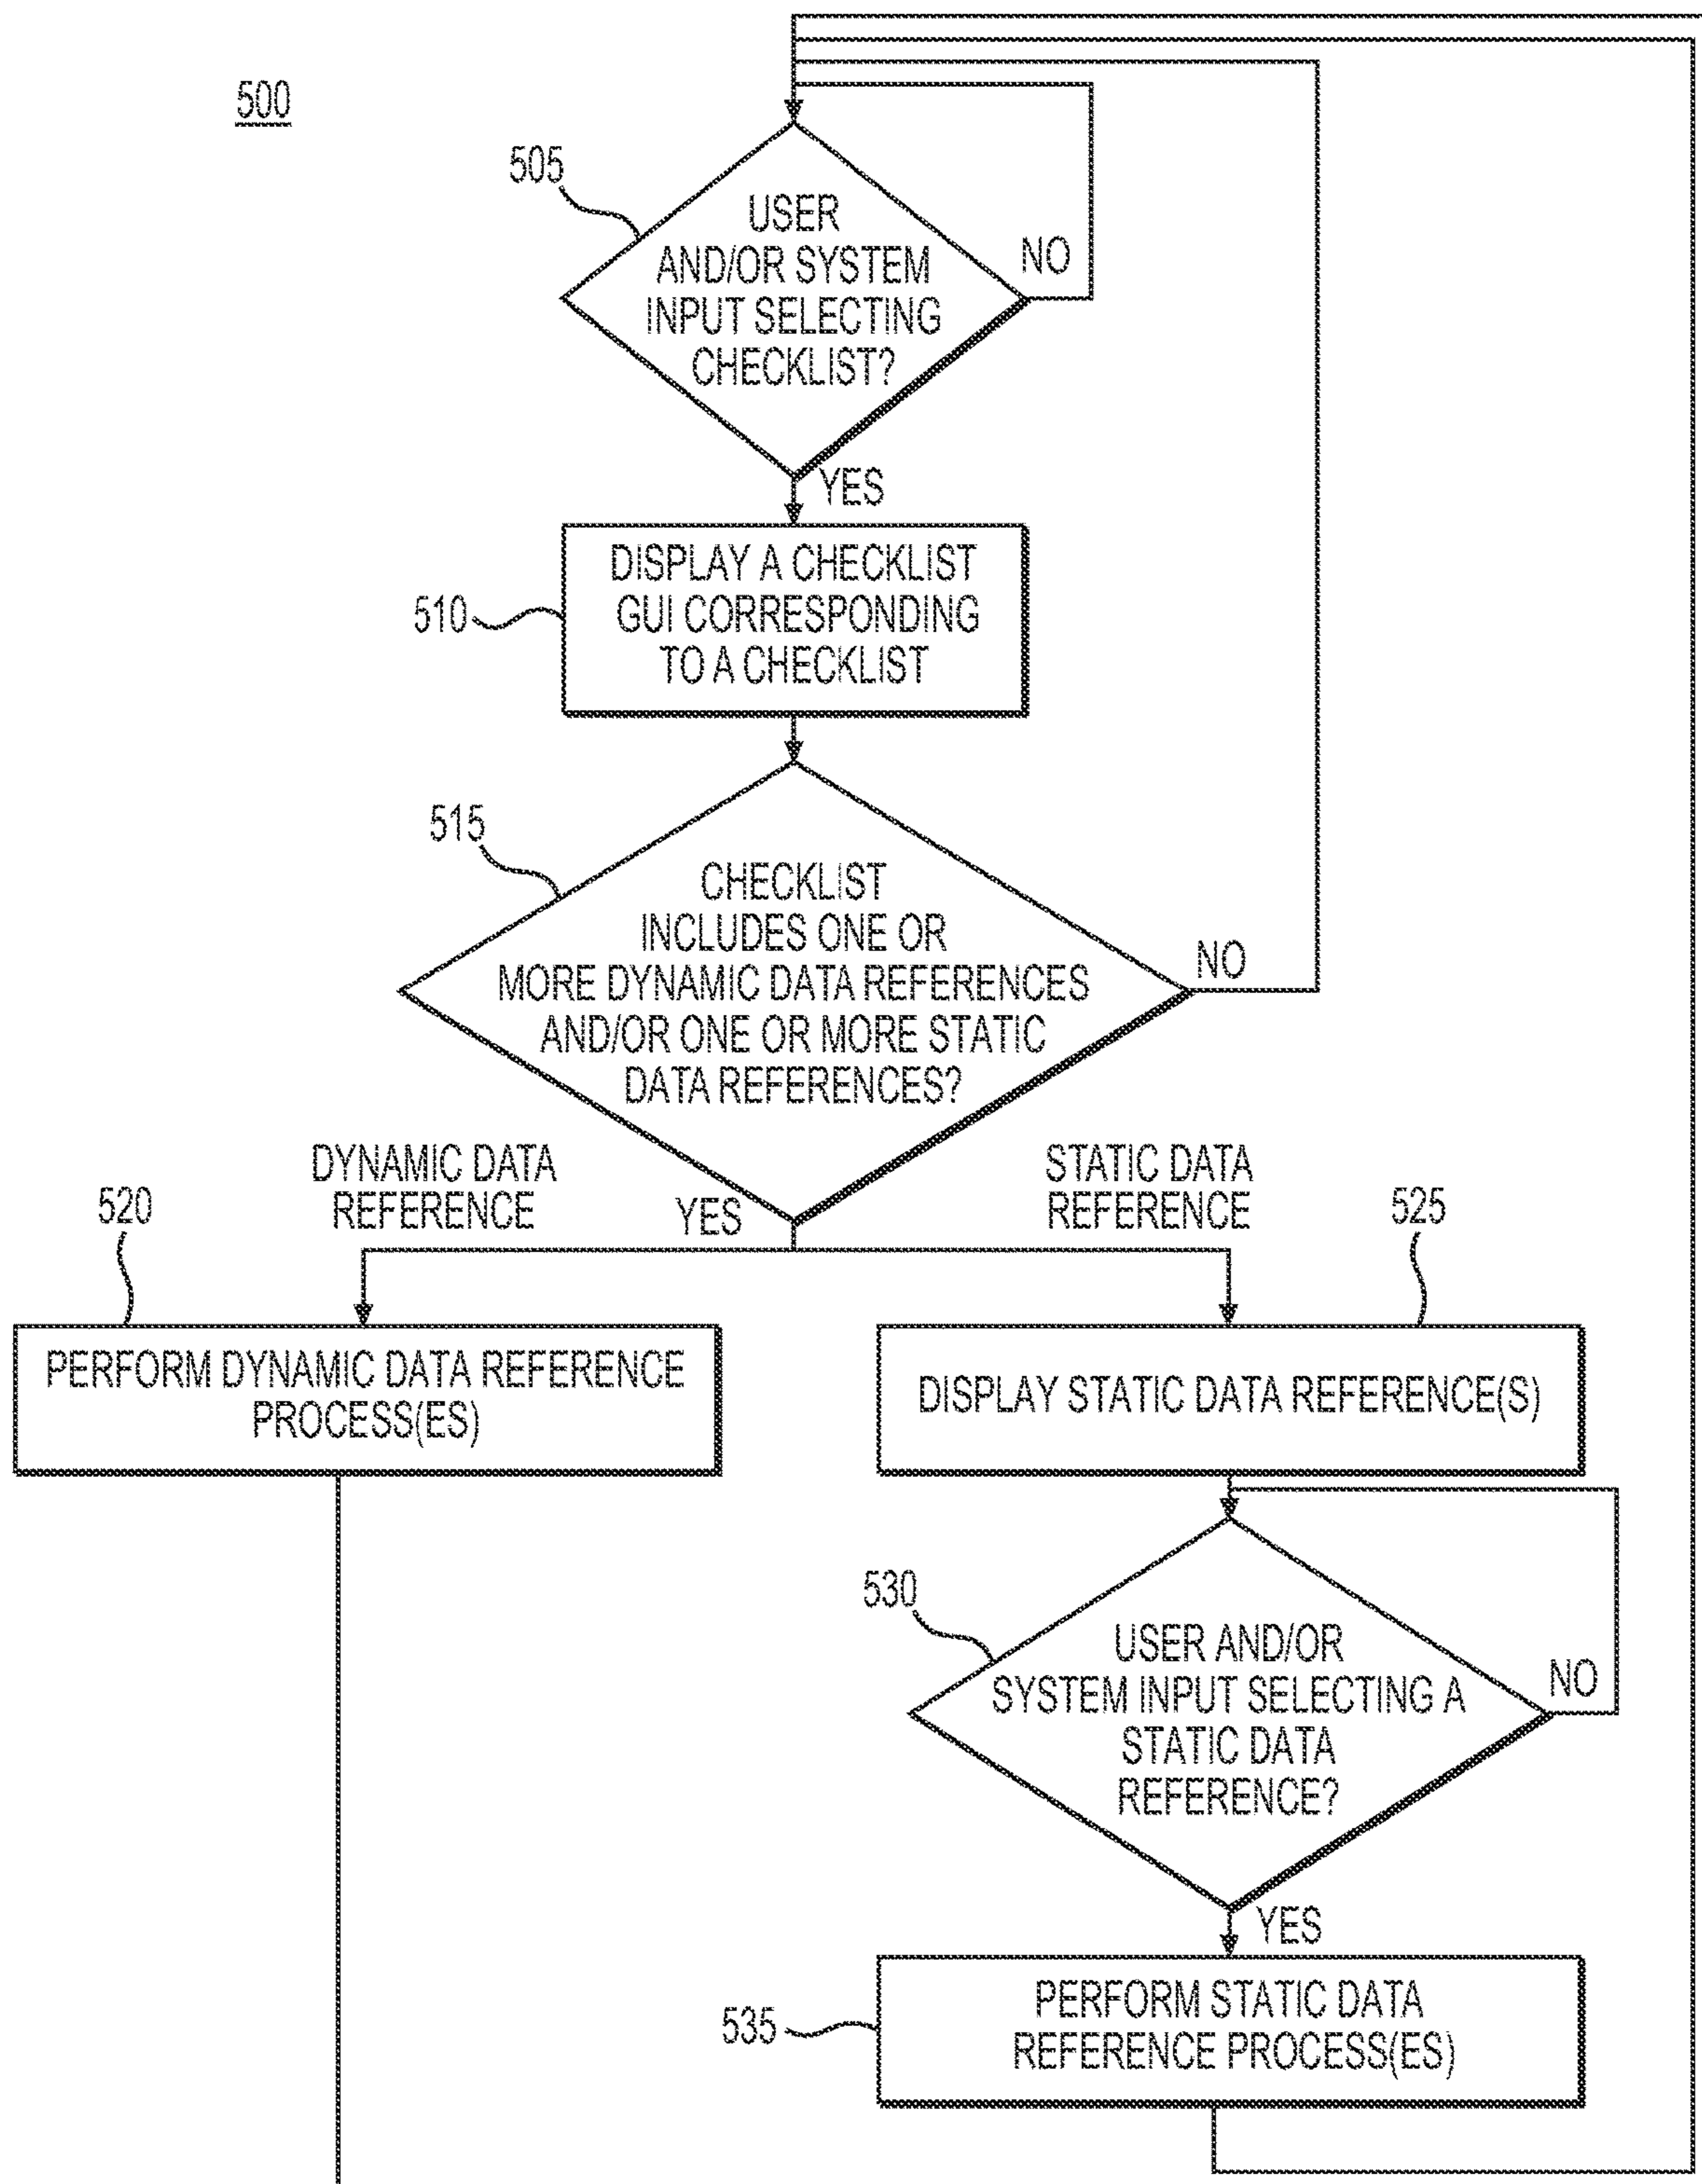 500
505
USER
AND/OR SYSTEM
INPUT SELECTING
CHECKLIST?
NO
YES
510
DISPLAY A CHECKLIST
GUI CORRESPONDING
TO A CHECKLIST
515
CHECKLIST
INCLUDES ONE OR
MORE DYNAMIC DATA REFERENCES
AND/OR ONE OR MORE STATIC
DATA REFERENCES?
NO
DYNAMIC DATA
REFERENCE
YES
STATIC DATA
REFERENCE
520
PERFORM DYNAMIC DATA REFERENCE
PROCESS(ES)
525
DISPLAY STATIC DATA REFERENCE(S)
530
USER AND/OR
SYSTEM INPUT SELECTING A
STATIC DATA
REFERENCE?
NO
YES
535
PERFORM STATIC DATA
REFERENCE PROCESS(ES)